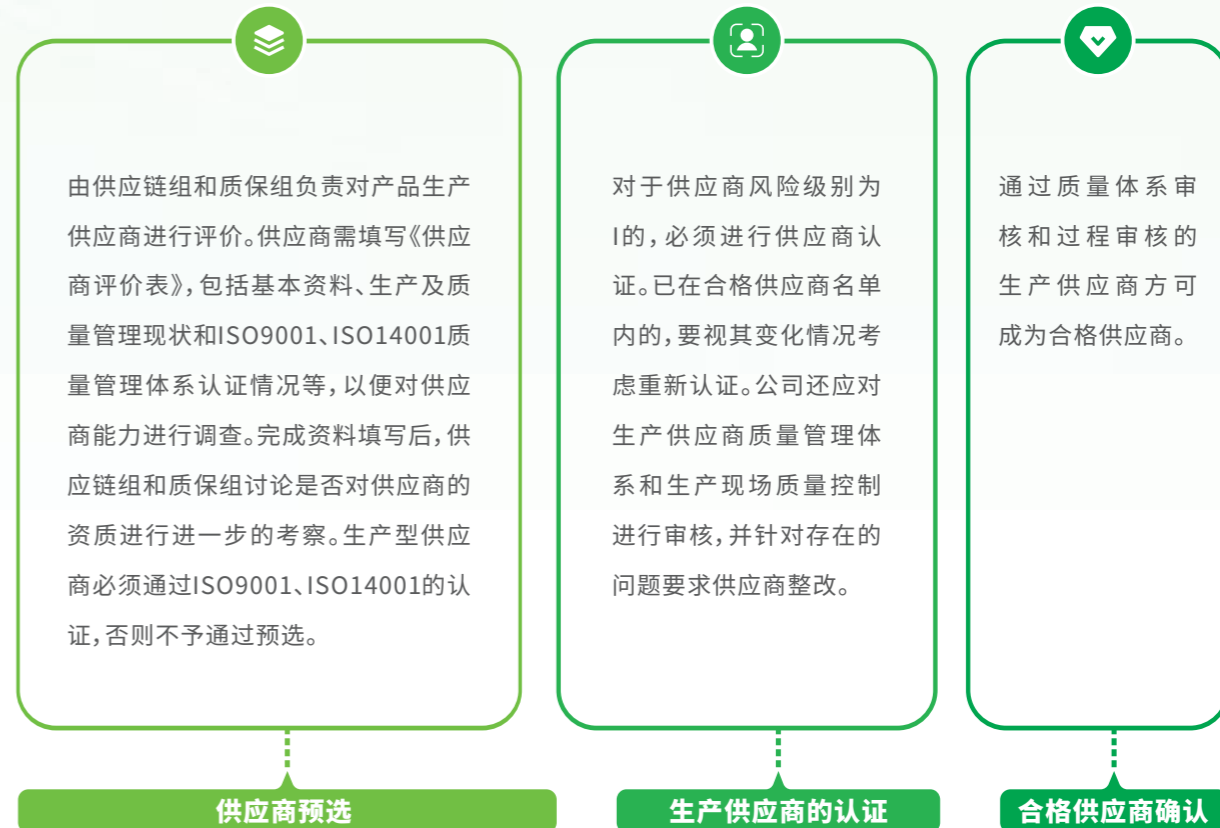 由供应链组和质保组负责对产品生产
供应商进行评价。供应商需填写《供应
商评价表》，包括基本资料、生产及质
量管理现状和ISO9001、ISO14001质
量管理体系认证情况等，以便对供应
商能力进行调查。完成资料填写后，供
应链组和质保组讨论是否对供应商的
资质进行进一步的考察。生产型供应
商必须通过ISO9001、ISO14001的认
证，否则不予通过预选。
供应商预选
对于供应商风险级别为
I的，必须进行供应商认
证。已在合格供应商名单
内的，要视其变化情况考
虑重新认证。公司还应对
生产供应商质量管理体
系和生产现场质量控制
进行审核，并针对存在的
问题要求供应商整改。
生产供应商的认证
通过质量体系审
核和过程审核的
生产供应商方可
成为合格供应商。
合格供应商确认